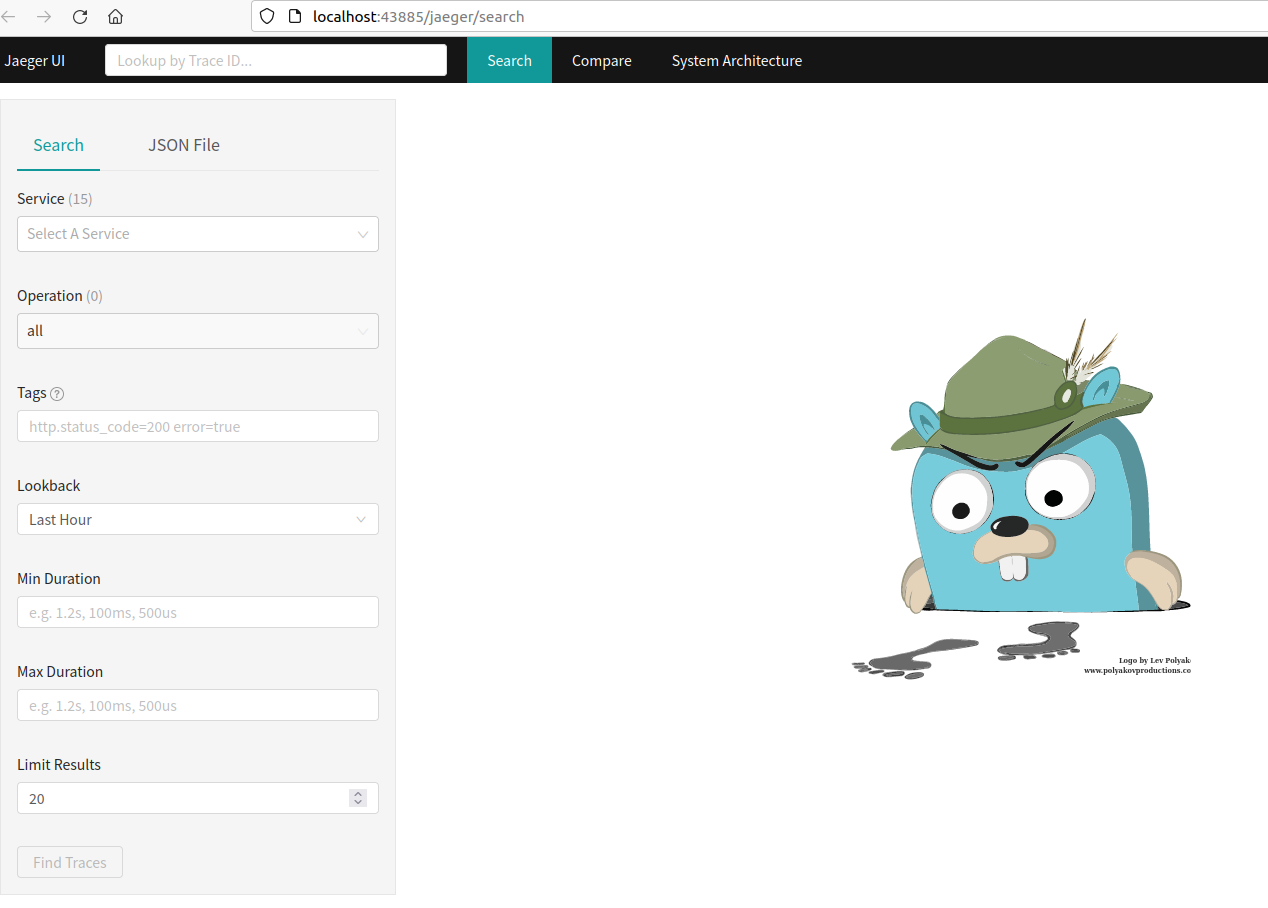 localhost:43885/jaeger/search
Jaeger UI
Lookup by Trace ID...
Search
Compare
System Architecture
Search
JSON File
Service (15)
Select A Service
Operation (0)
all
Tags ?
http.status_code=200 error=true
Lookback
Last Hour
Min Duration
e.g. 1.2s, 100ms, 500us
Max Duration
e.g. 1.2s, 100ms, 500us
Limit Results
20
Find Traces
Logo by Lev Polyak
www.polyakovproductions.co